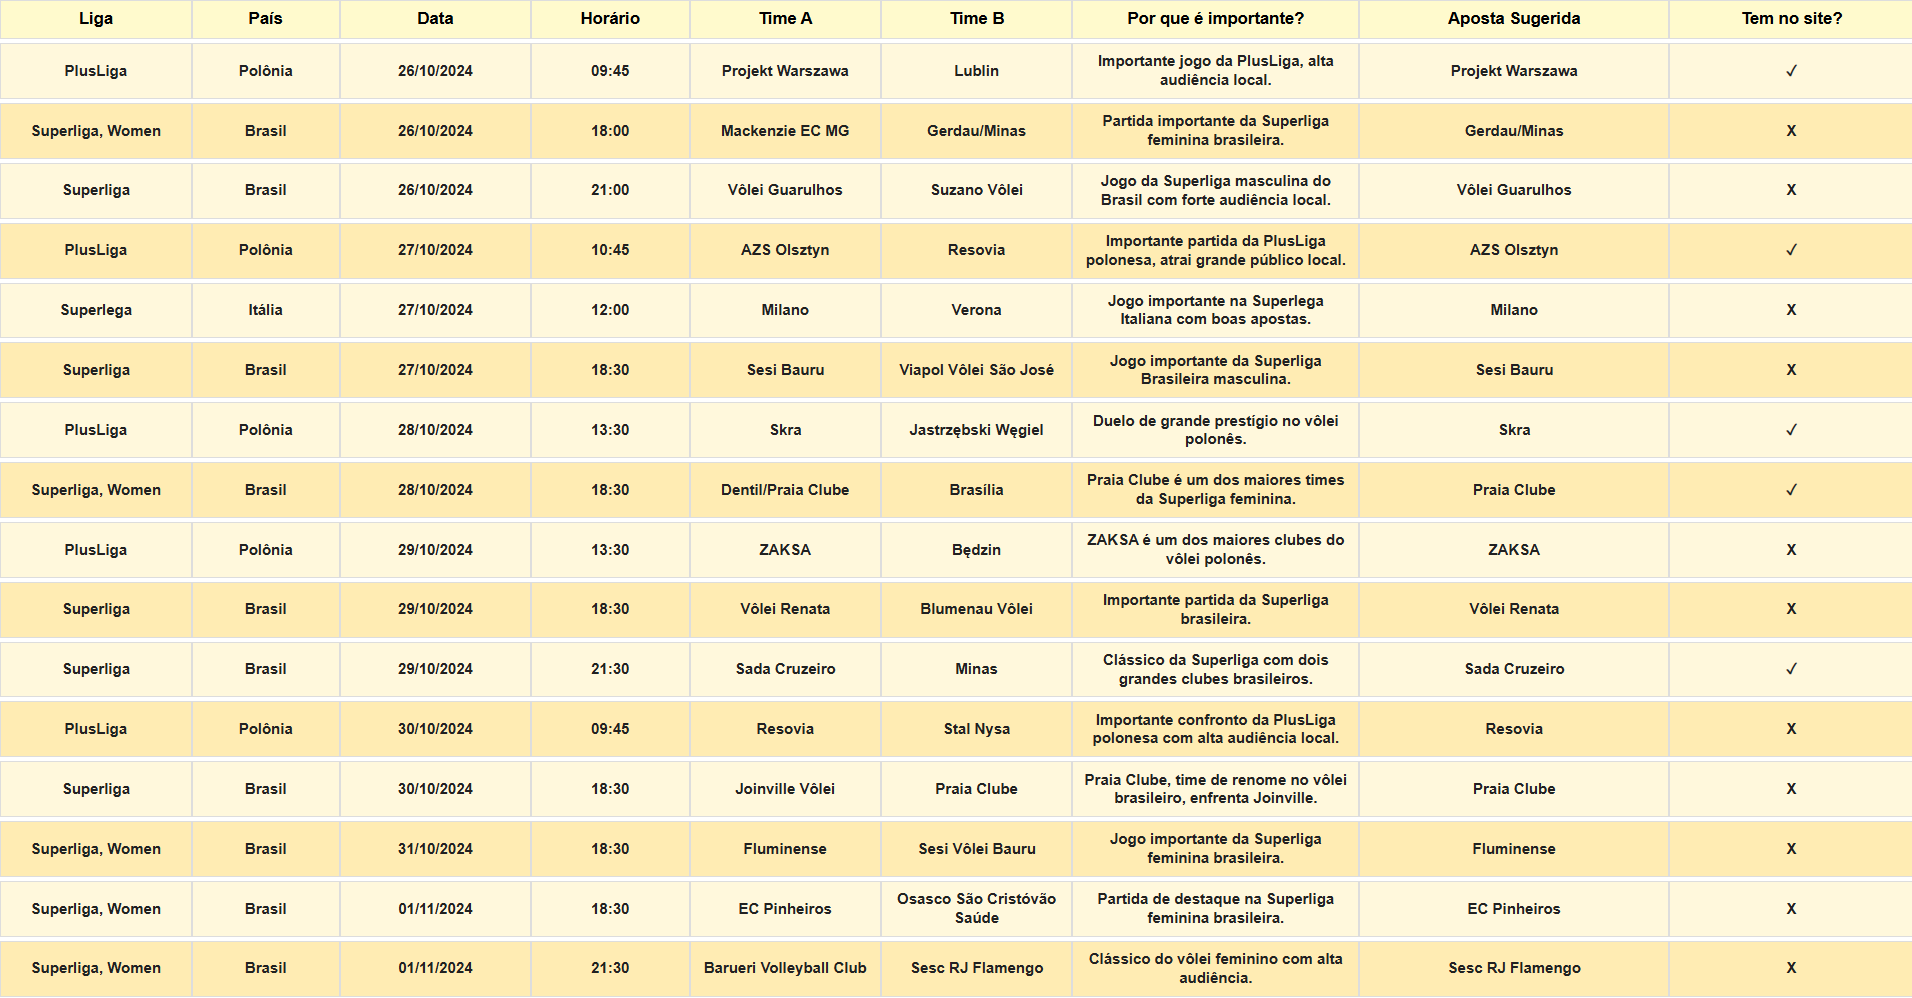 Liga País Data Horário Time A Time B Por que é importante? Aposta Sugerida Tem no site?
PlusLiga Polônia 26/10/2024 09:45 Projekt Warszawa Lublin Importante jogo da PlusLiga, alta
audiência local. Projekt Warszawa ✓
Superliga, Women Brasil 26/10/2024 18:00 Mackenzie EC MG Gerdau/Minas Partida importante da Superliga
feminina brasileira. Gerdau/Minas X
Superliga Brasil 26/10/2024 21:00 Vôlei Guarulhos Suzano Vôlei Jogo da Superliga masculina do
Brasil com forte audiência local. Vôlei Guarulhos X
PlusLiga Polônia 27/10/2024 10:45 AZS Olsztyn Resovia Importante partida da PlusLiga
polonesa, atrai grande público local. AZS Olsztyn ✓
Superlega Itália 27/10/2024 12:00 Milano Verona Jogo importante na Superlega
Italiana com boas apostas. Milano X
Superliga Brasil 27/10/2024 18:30 Sesi Bauru Viapol Vôlei São José Jogo importante da Superliga
Brasileira masculina. Sesi Bauru X
PlusLiga Polônia 28/10/2024 13:30 Skra Jastrzębski Węgiel Duelo de grande prestígio no vôlei
polonês. Skra ✓
Superliga, Women Brasil 28/10/2024 18:30 Dentil/Praia Clube Brasília Praia Clube é um dos maiores times
da Superliga feminina. Praia Clube ✓
PlusLiga Polônia 29/10/2024 13:30 ZAKSA Będzin ZAKSA é um dos maiores clubes do
vôlei polonês. ZAKSA X
Superliga Brasil 29/10/2024 18:30 Vôlei Renata Blumenau Vôlei Importante partida da Superliga
brasileira. Vôlei Renata X
Superliga Brasil 29/10/2024 21:30 Sada Cruzeiro Minas Clássico da Superliga com dois
grandes clubes brasileiros. Sada Cruzeiro ✓
PlusLiga Polônia 30/10/2024 09:45 Resovia Stal Nysa Importante confronto da PlusLiga
polonesa com alta audiência local. Resovia X
Superliga Brasil 30/10/2024 18:30 Joinville Vôlei Praia Clube Praia Clube, time de renome no vôlei
brasileiro, enfrenta Joinville. Praia Clube X
Superliga, Women Brasil 31/10/2024 18:30 Fluminense Sesi Vôlei Bauru Jogo importante da Superliga
feminina brasileira. Fluminense X
Superliga, Women Brasil 01/11/2024 18:30 EC Pinheiros Osasco São Cristóvão
Saúde Partida de destaque na Superliga
feminina brasileira. EC Pinheiros X
Superliga, Women Brasil 01/11/2024 21:30 Barueri Volleyball Club Sesc RJ Flamengo Clássico do vôlei feminino com alta
audiência. Sesc RJ Flamengo X